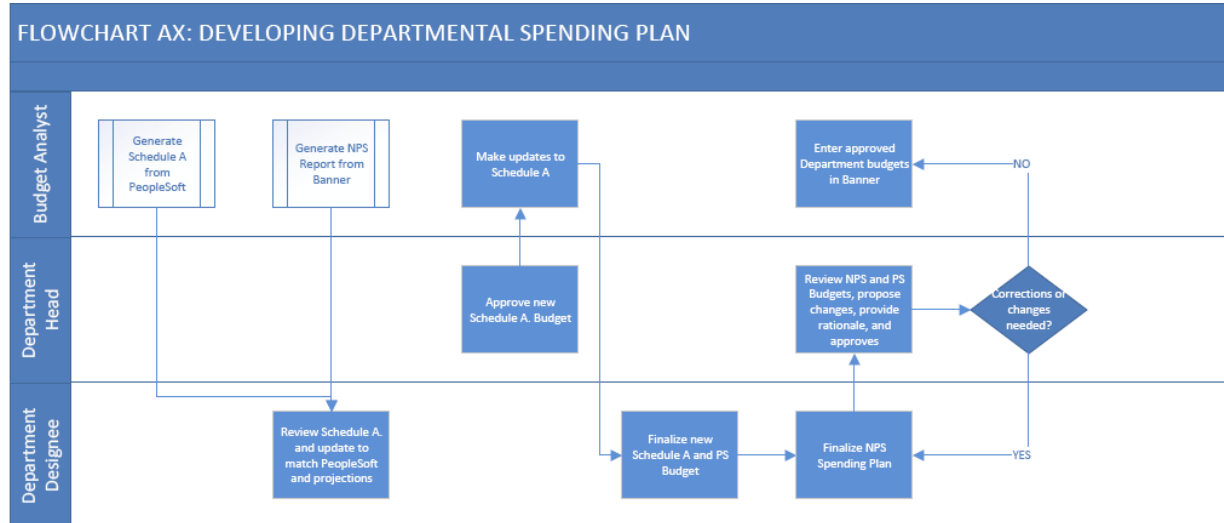 FLOWCHART AX: DEVELOPING DEPARTMENTAL SPENDING PLAN
Budget Analyst
Generate
Schedule A
from
PeopleSoft
Generate NPS
Report from
Banner
Make updates to
Schedule A
Enter approved
Department budgets
in Banner
NO
Department
Head
Approve new
Schedule A. Budget
Review NPS and PS
Budgets, propose
changes, provide
rationale, and
approves
Corrections or
changes
needed?
Department
Designee
Review Schedule A.
and update to
match PeopleSoft
and projections
Finalize new
Schedule A and PS
Budget
Finalize NPS
Spending Plan
YES